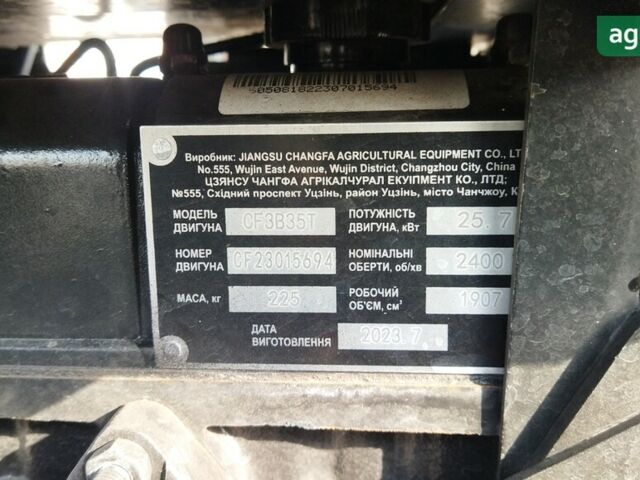 ag
505081822307015694
Виробник: JIANGSU CHANGFA AGRICULTURAL EQUIPMENT CO., LT
No.555, Wujin East Avenue, Wujin District, Changzhou City, China
ЦЗЯНСУ ЧАНГФА АГРІКАЛЧУРАЛ ЕКУІПМЕНТ КО., ЛТД;
№555, Східний проспект Уцзінь, район Уцзінь, місто Чанчжоу, К
МОДЕЛЬ ДВИГУНА CF3B35T ПОТУЖНІСТЬ ДВИГУНА, кВт 25.7
НОМЕР ДВИГУНА CF23015694 НОМІНАЛЬНІ ОБЕРТИ, об/хв 2400
МАСА, кг 225 РОБОЧИЙ ОБ'ЄМ, см³ 1907
ДАТА ВИГОТОВЛЕННЯ 2023.7